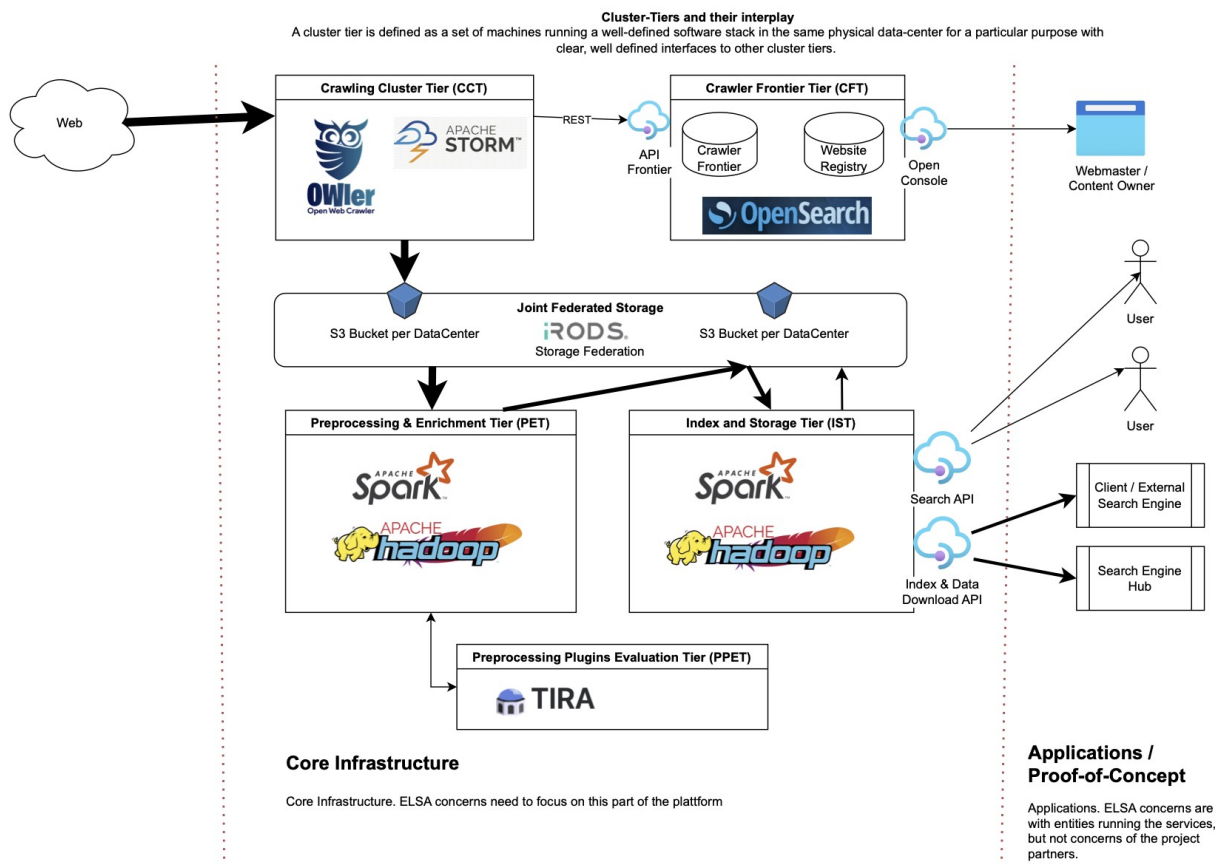 Cluster-Tiers and their interplay
A cluster tier is defined as a set of machines running a well-defined software stack in the same physical data-center for a particular purpose with
clear, well defined interfaces to other cluster tiers.
Web
Crawling Cluster Tier (CCT)
OWler
Open Web Crawler
APACHE
STORM™
REST
API
Frontier
Crawler Frontier Tier (CFT)
Crawler
Frontier
Website
Registry
OpenSearch
Open
Console
Webmaster /
Content Owner
Joint Federated Storage
S3 Bucket per DataCenter
iRODS®
Storage Federation
S3 Bucket per DataCenter
User
User
Preprocessing & Enrichment Tier (PET)
APACHE
Spark™
APACHE
hadoop
Index and Storage Tier (IST)
APACHE
Spark™
APACHE
hadoop
Search API
Index & Data
Download API
Client / External
Search Engine
Search Engine
Hub
Preprocessing Plugins Evaluation Tier (PPET)
TIRA
Core Infrastructure
Core Infrastructure. ELSA concerns need to focus on this part of the plattform
Applications /
Proof-of-Concept
Applications. ELSA concerns are
with entities running the services,
but not concerns of the project
partners.